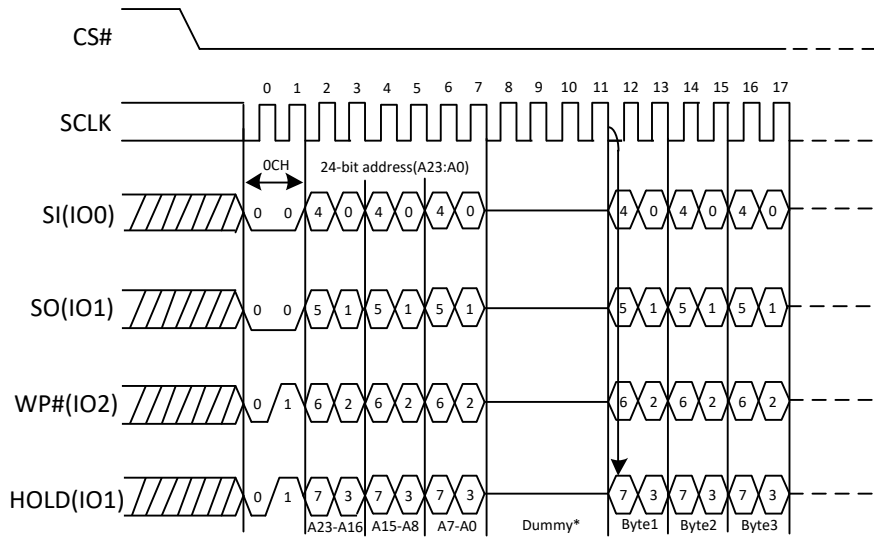 CS#
0 1 2 3 4 5 6 7 8 9 10 11 12 13 14 15 16 17
SCLK
0CH 24-bit address(A23:A0)
SI(IO0) 0 0 4 0 4 0 4 0 4 0 4 0 4 0
SO(IO1) 0 0 5 1 5 1 5 1 5 1 5 1 5 1
WP#(IO2) 0 1 6 2 6 2 6 2 6 2 6 2 6 2
HOLD(IO1) 0 1 7 3 7 3 7 3 7 3 7 3 7 3
A23-A16 A15-A8 A7-A0 Dummy* Byte1 Byte2 Byte3